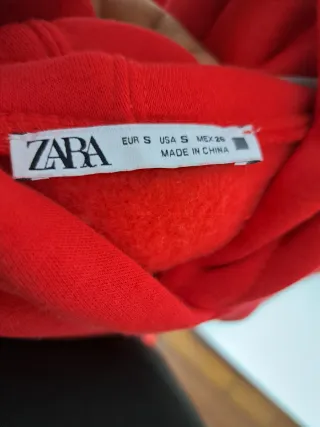 ZARA
EUR S USA S MEX 26
MADE IN CHINA